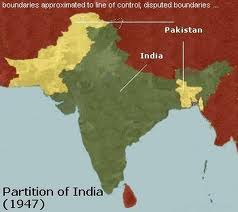 boundaries approximated to line of control, disputed boundaries ...
Pakistan
India
Partition of India
(1947)